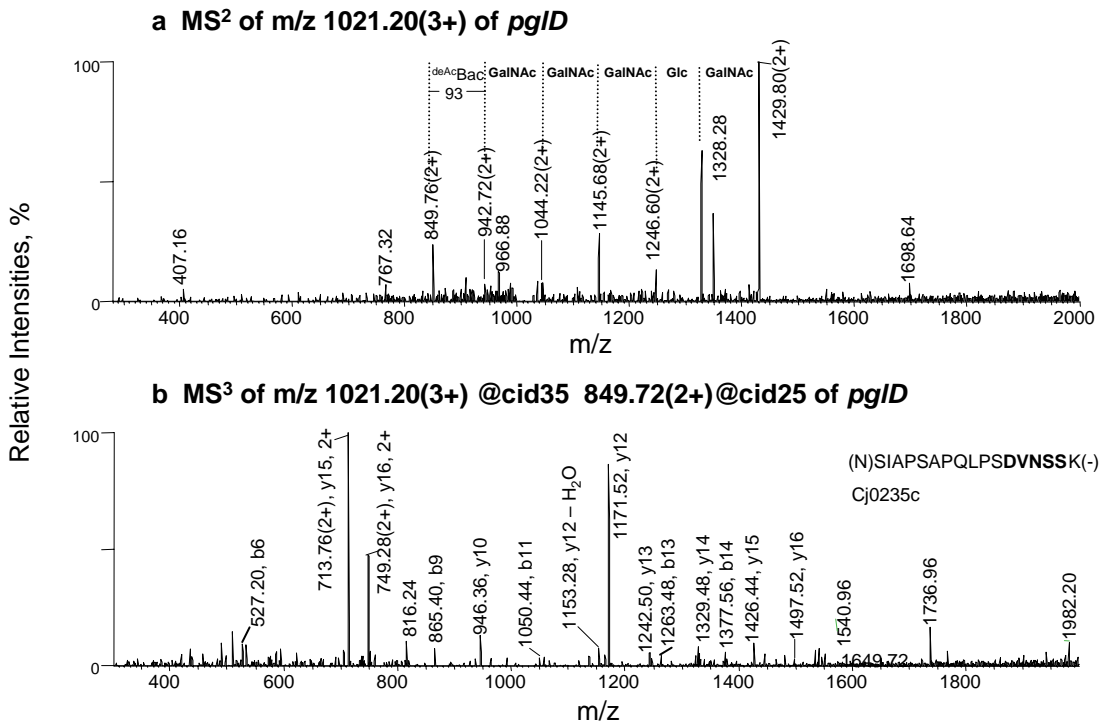 a MS2 of m/z 1021.20(3+) of pglD
Relative Intensities, %
100
0
deAcBac
93
GalNAc
GalNAc
GalNAc
Glc
GalNAc
407.16
767.32
849.76(2+)
942.72(2+)
966.88
1044.22(2+)
1145.68(2+)
1246.60(2+)
1328.28
1429.80(2+)
1698.64
400 600 800 1000 1200 1400 1600 1800 2000
m/z
b MS3 of m/z 1021.20(3+) @cid35 849.72(2+)@cid25 of pglD
100
0
(N)SIAPSAPQLPSDVNSSK(-)
Cj0235c
527.20, b6
713.76(2+), y15, 2+
749.28(2+), y16, 2+
816.24
865.40, b9
946.36, y10
1050.44, b11
1153.28, y12 – H2O
1171.52, y12
1242.50, y13
1263.48, b13
1329.48, y14
1377.56, b14
1426.44, y15
1497.52, y16
1540.96
1649.72
1736.96
1982.20
400 600 800 1000 1200 1400 1600 1800
m/z